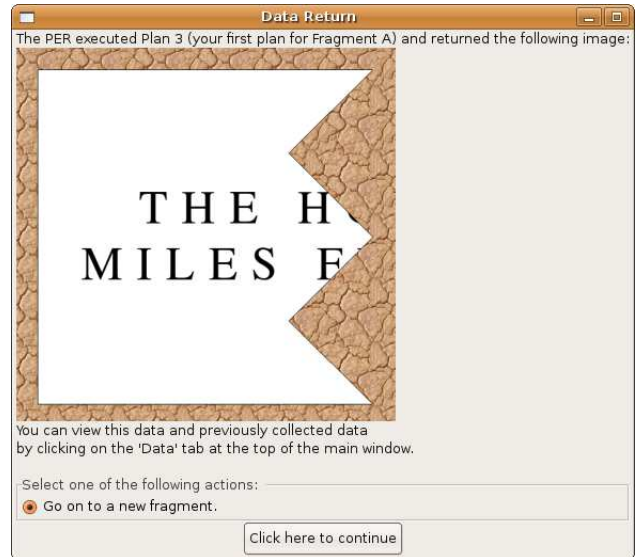 Data Return
The PER executed Plan 3 (your first plan for Fragment A) and returned the following image:
THE
MILES
You can view this data and previously collected data
by clicking on the 'Data' tab at the top of the main window.
Select one of the following actions:
Go on to a new fragment.
Click here to continue